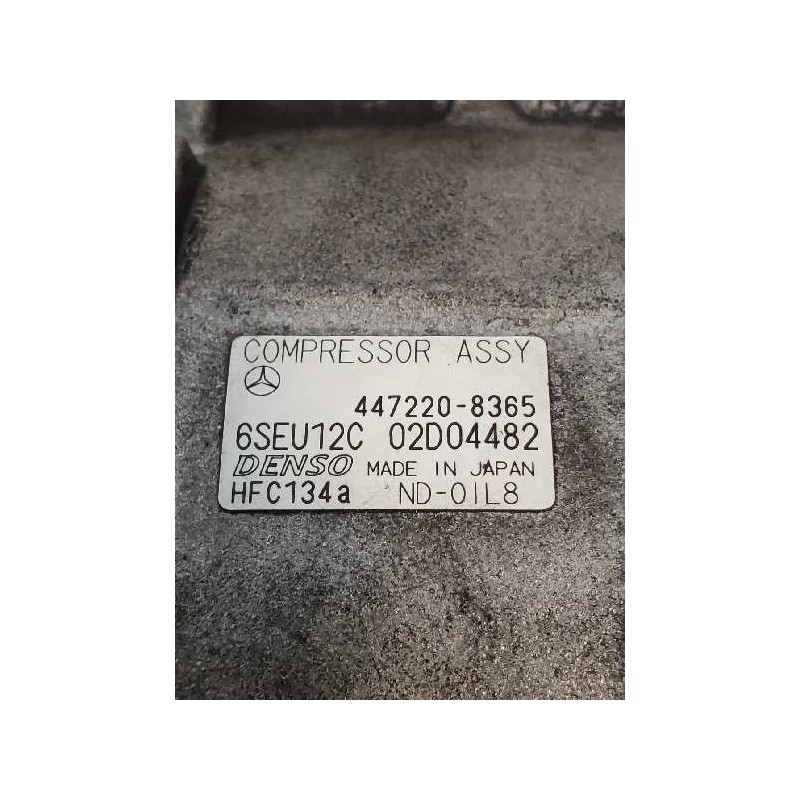 COMPRESSOR ASSY
447220-8365
6SEU12C 02D04482
DENSO MADE IN JAPAN
HFC134a ND-OIL8